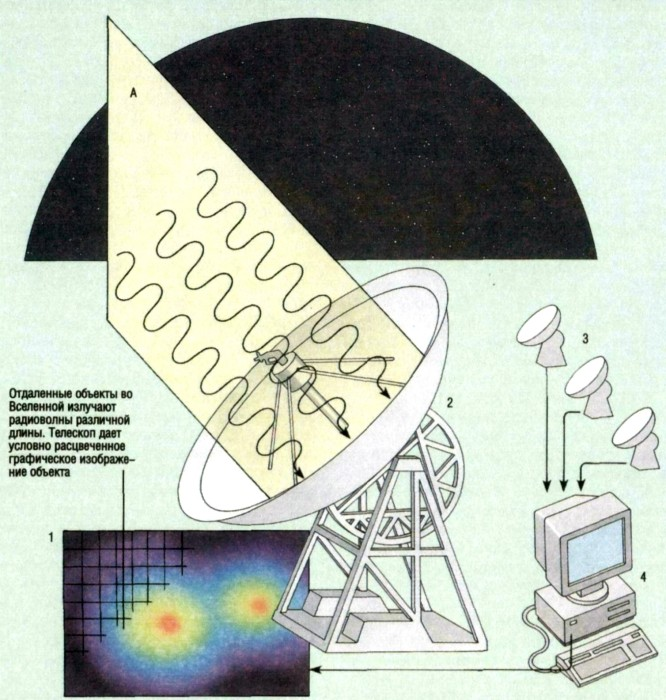 А
3
Отдаленные объекты во
Вселенной излучают
радиоволны различной
длины. Телескоп дает
условно расцвеченное
графическое изображе-
ние объекта
2
1
4